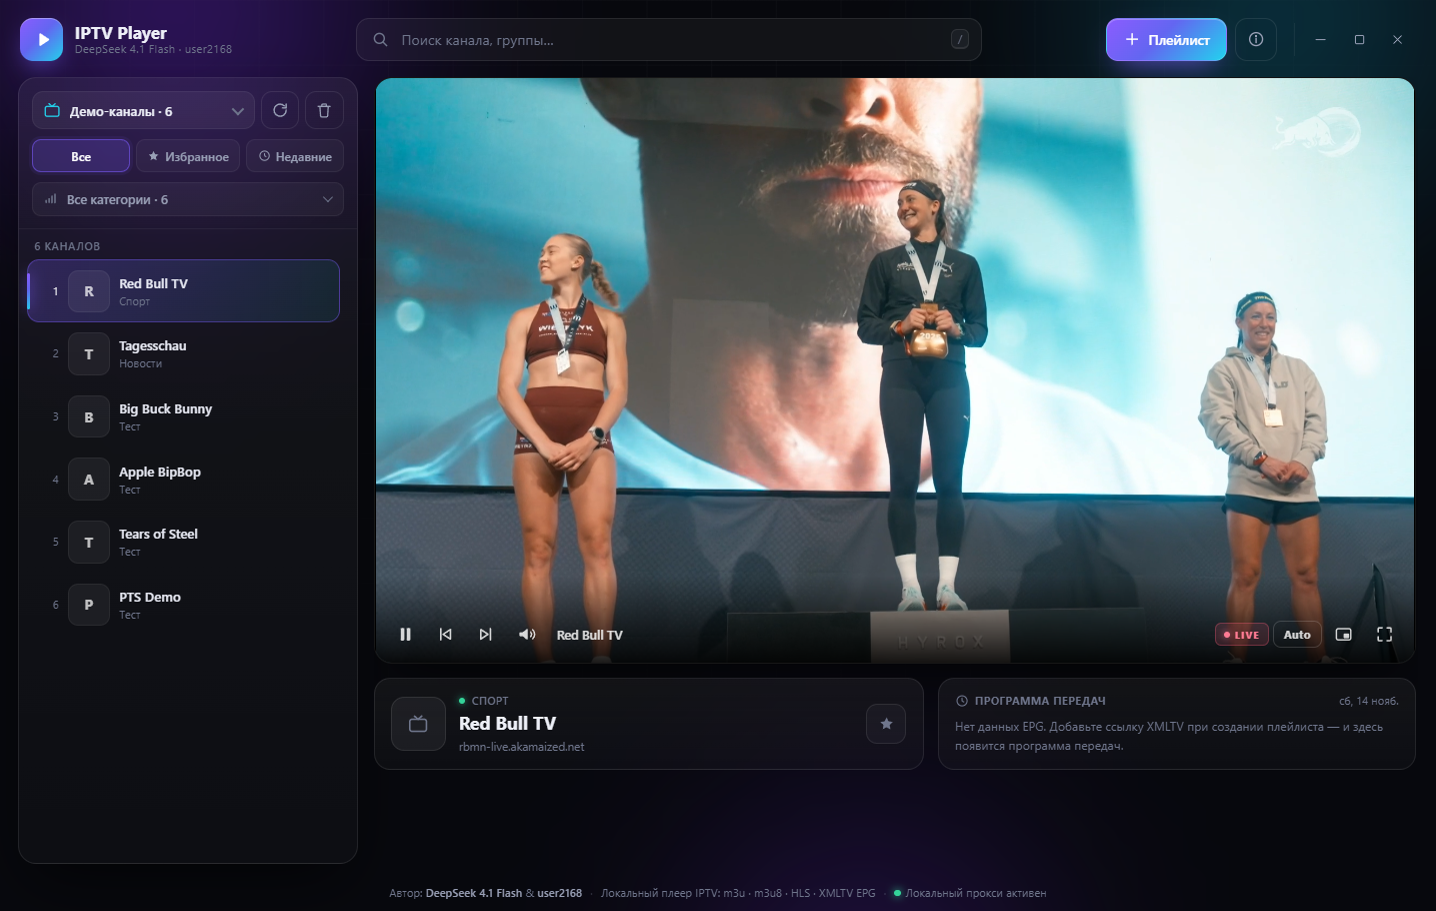 IPTV Player
DeepSeek 4.1 Flash · user2168
Поиск канала, группы...
/
Плейлист
Демо-каналы · 6
Все
Избранное
Недавние
Все категории · 6
6 КАНАЛОВ
1
R
Red Bull TV
Спорт
2
T
Tagesschau
Новости
3
B
Big Buck Bunny
Тест
4
A
Apple BipBop
Тест
5
T
Tears of Steel
Тест
6
P
PTS Demo
Тест
HYROX
Red Bull TV
LIVE
Auto
СПОРТ
Red Bull TV
rbmn-live.akamaized.net
ПРОГРАММА ПЕРЕДАЧ
сб, 14 нояб.
Нет данных EPG. Добавьте ссылку XMLTV при создании плейлиста — и здесь
появится программа передач.
Автор: DeepSeek 4.1 Flash & user2168 · Локальный плеер IPTV: m3u · m3u8 · HLS · XMLTV EPG · Локальный прокси активен